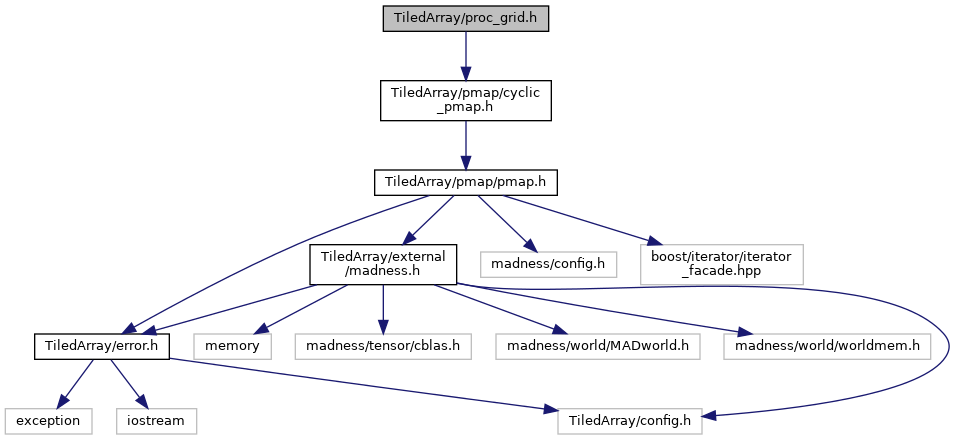 TiledArray/proc_grid.h
TiledArray/pmap/cyclic
_pmap.h
TiledArray/pmap/pmap.h
TiledArray/external
/madness.h
madness/config.h
boost/iterator/iterator
_facade.hpp
TiledArray/error.h
memory
madness/tensor/cblas.h
madness/world/MADworld.h
madness/world/worldmem.h
exception
iostream
TiledArray/config.h